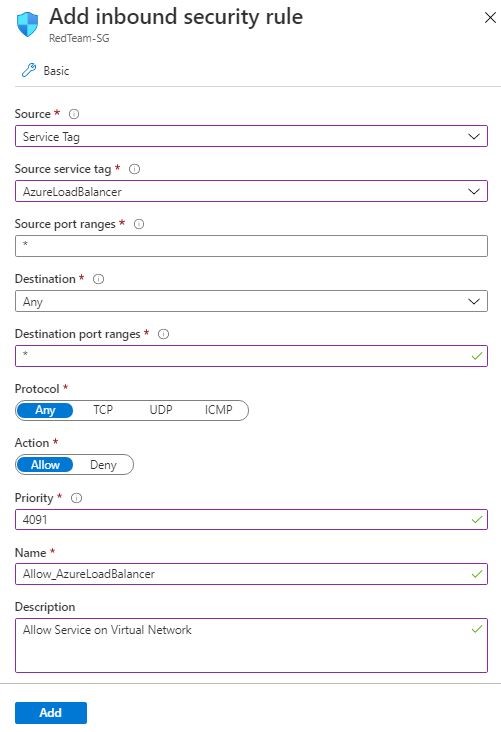 Add inbound security rule
RedTeam-SG
Basic
Source *
Service Tag
Source service tag *
AzureLoadBalancer
Source port ranges *
*
Destination *
Any
Destination port ranges *
*
Protocol *
Any TCP UDP ICMP
Action *
Allow Deny
Priority *
4091
Name *
Allow_AzureLoadBalancer
Description
Allow Service on Virtual Network
Add